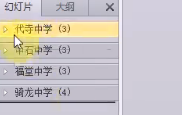 幻灯片 大纲
代寺中学 (3)
中石中学 (3)
福堂中学 (3)
骑龙中学 (4)